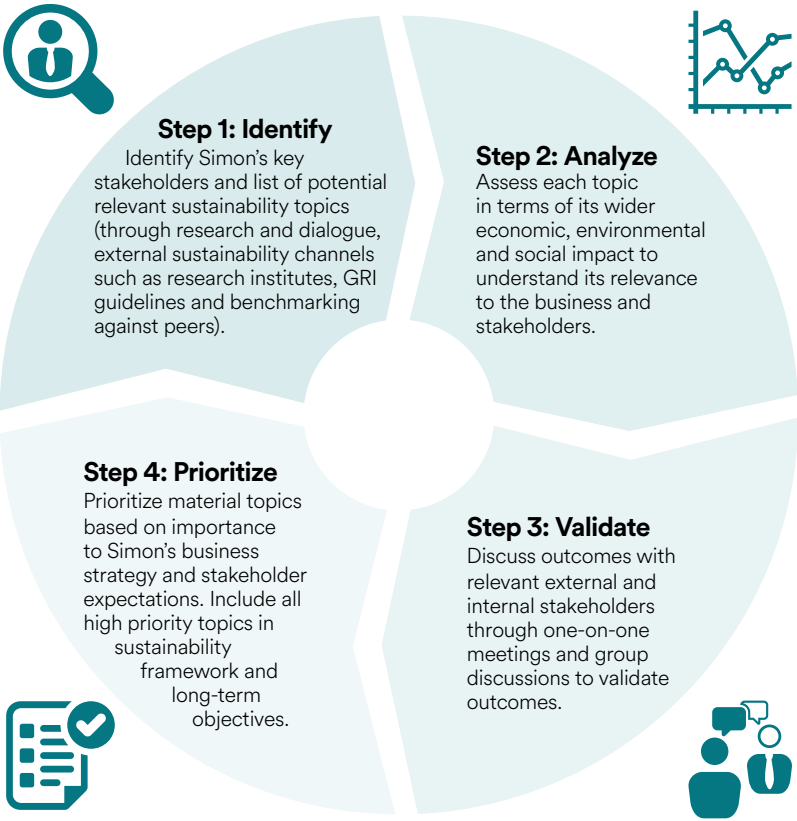 Step 1: Identify
Identify Simon’s key
stakeholders and list of potential
relevant sustainability topics
(through research and dialogue,
external sustainability channels
such as research institutes, GRI
guidelines and benchmarking
against peers).
Step 2: Analyze
Assess each topic
in terms of its wider
economic, environmental
and social impact to
understand its relevance
to the business and
stakeholders.
Step 3: Validate
Discuss outcomes with
relevant external and
internal stakeholders
through one-on-one
meetings and group
discussions to validate
outcomes.
Step 4: Prioritize
Prioritize material topics
based on importance
to Simon’s business
strategy and stakeholder
expectations. Include all
high priority topics in
sustainability
framework and
long-term
objectives.